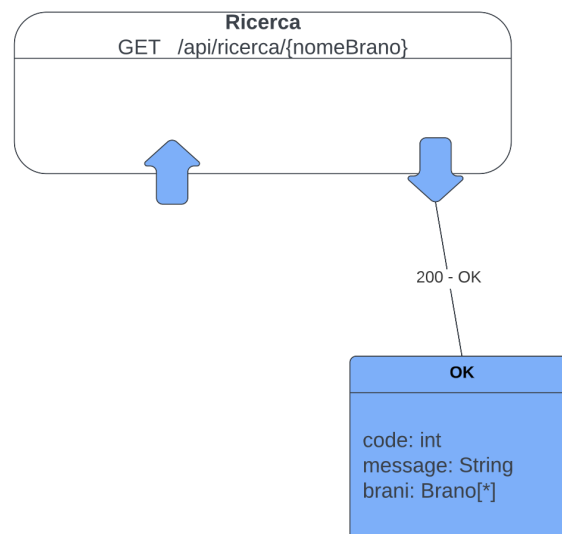 Ricerca
GET /api/ricerca/{nomeBrano}
200 - OK
OK
code: int
message: String
brani: Brano[*]